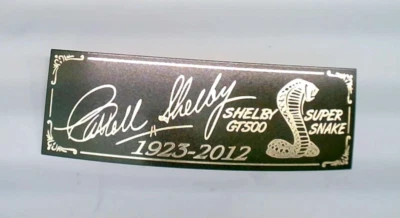 Carroll Shelby
SHELBY GT500
SUPER SNAKE
1923-2012